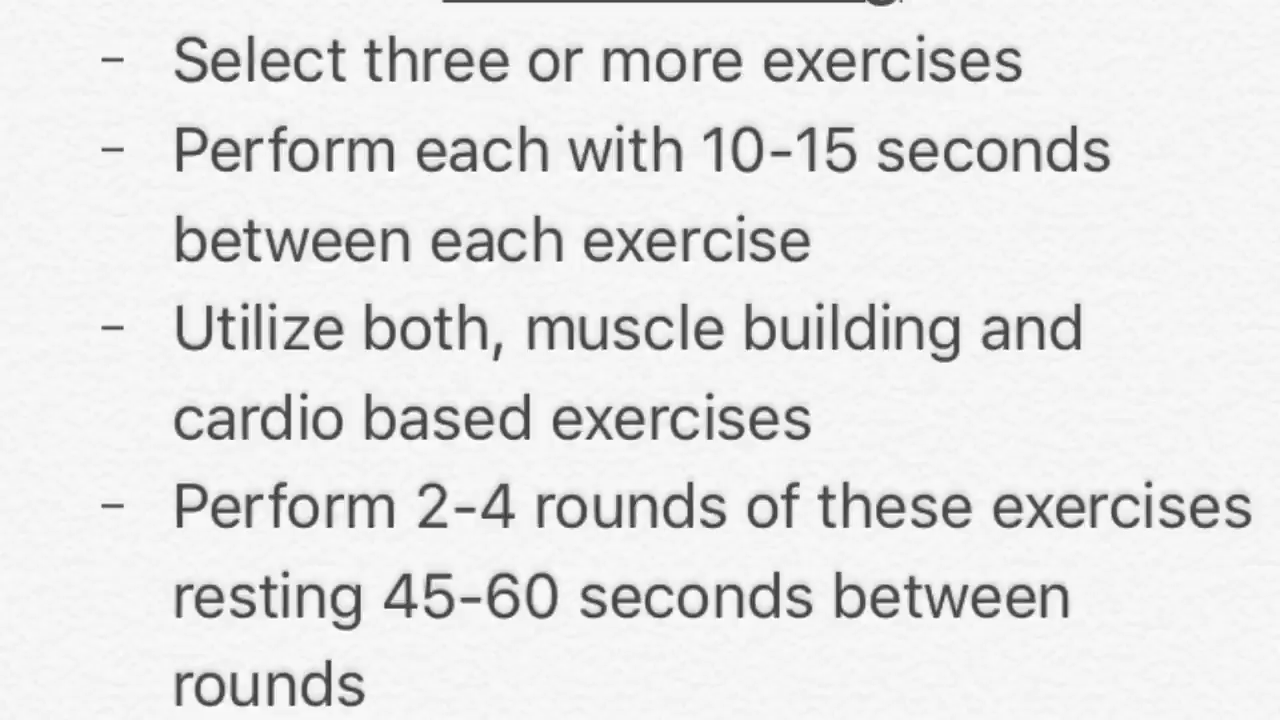 - Select three or more exercises
- Perform each with 10-15 seconds
between each exercise
- Utilize both, muscle building and
cardio based exercises
- Perform 2-4 rounds of these exercises
resting 45-60 seconds between
rounds